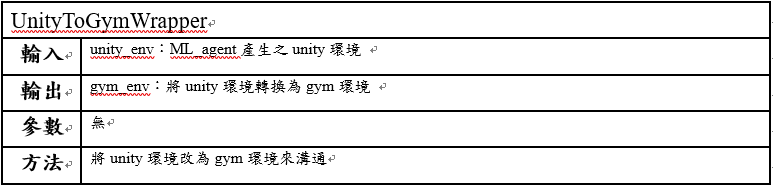 UnityToGymWrapper
輸入 unity_env：ML_agent 產生之 unity 環境
輸出 gym_env：將 unity 環境轉換為 gym 環境
參數 無
方法 將 unity 環境改為 gym 環境來溝通